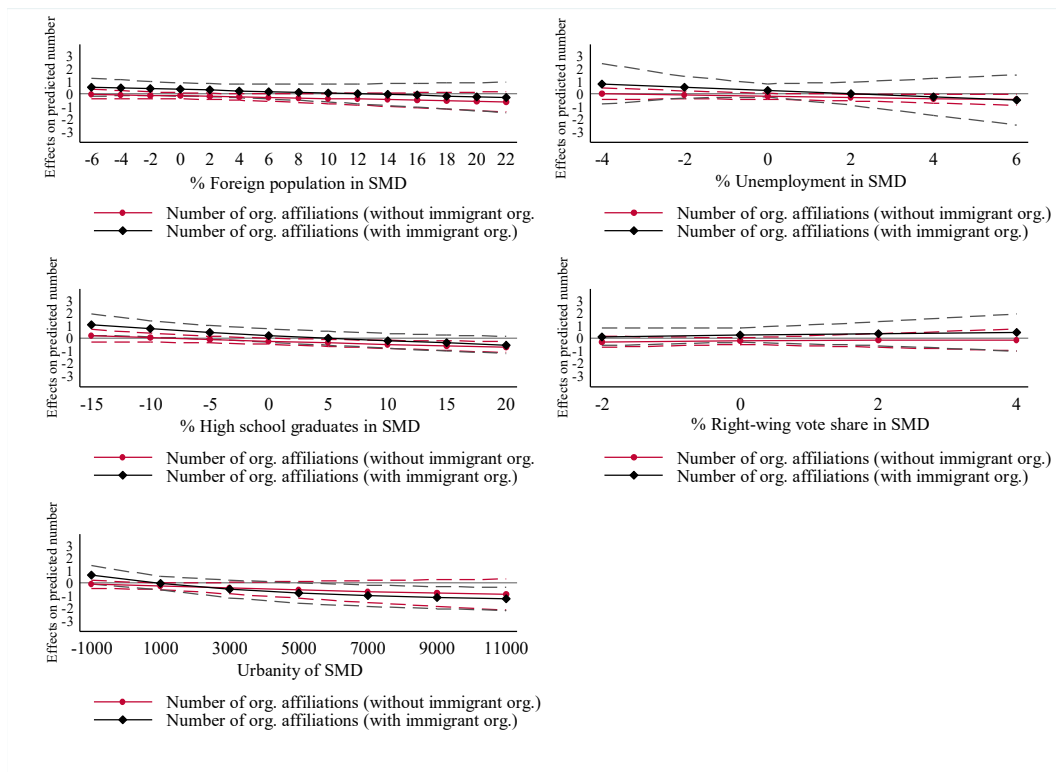 Effects on predicted number
3
2
1
0
-1
-2
-3
-6 -4 -2 0 2 4 6 8 10 12 14 16 18 20 22
% Foreign population in SMD
Number of org. affiliations (without immigrant org.
Number of org. affiliations (with immigrant org.)
Effects on predicted number
3
2
1
0
-1
-2
-3
-4 -2 0 2 4 6
% Unemployment in SMD
Number of org. affiliations (without immigrant org.)
Number of org. affiliations (with immigrant org.)
Effects on predicted number
3
2
1
0
-1
-2
-3
-15 -10 -5 0 5 10 15 20
% High school graduates in SMD
Number of org. affiliations (without immigrant org.
Number of org. affiliations (with immigrant org.)
Effects on predicted number
3
2
1
0
-1
-2
-3
-2 0 2 4
% Right-wing vote share in SMD
Number of org. affiliations (without immigrant org.)
Number of org. affiliations (with immigrant org.)
Effects on predicted number
3
2
1
0
-1
-2
-3
-1000 1000 3000 5000 7000 9000 11000
Urbanity of SMD
Number of org. affiliations (without immigrant org.)
Number of org. affiliations (with immigrant org.)